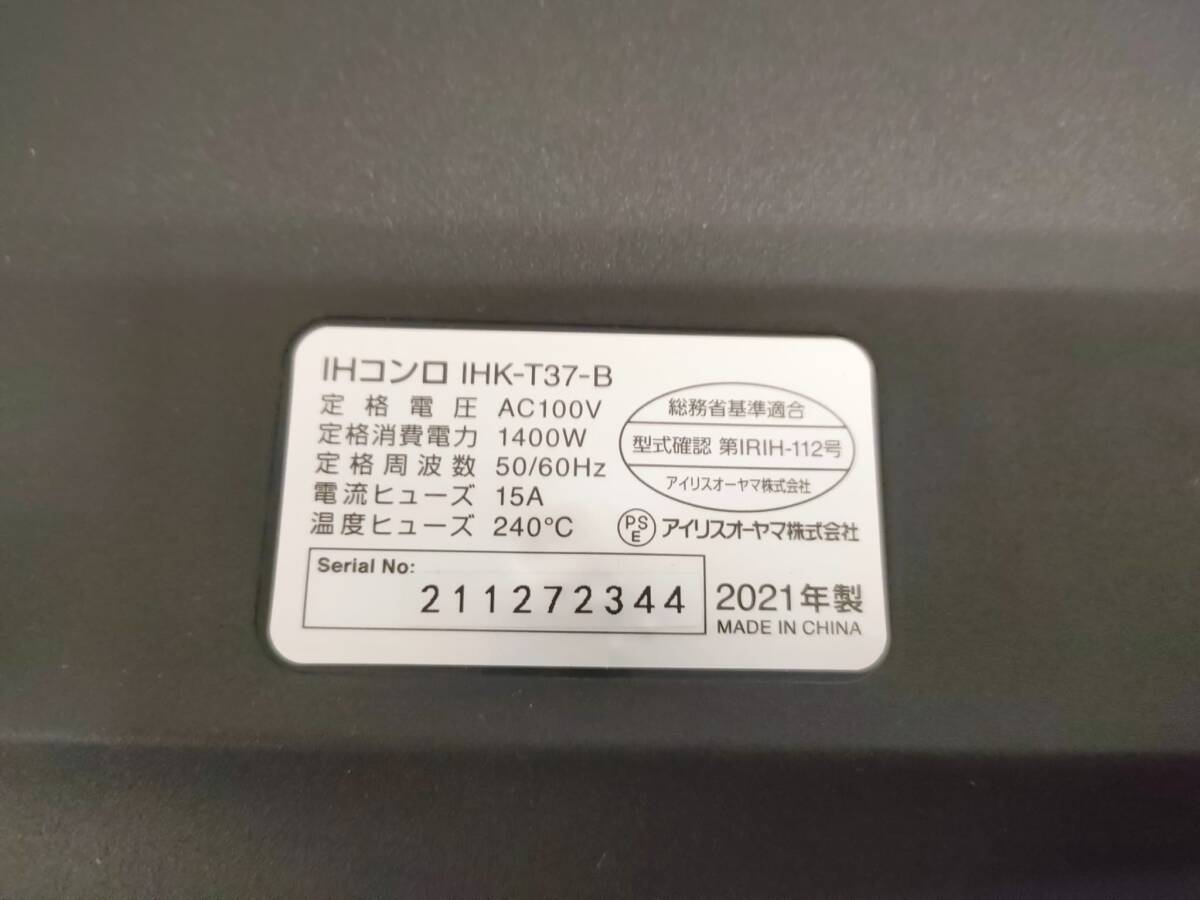 IHコンロ IHK-T37-B
定格電圧 AC100V
定格消費電力 1400W
定格周波数 50/60Hz
電流ヒューズ 15A
温度ヒューズ 240℃
総務省基準適合
型式確認 第IRIH-112号
アイリスオーヤマ株式会社
PSE アイリスオーヤマ株式会社
Serial No:
211272344
2021年製
MADE IN CHINA